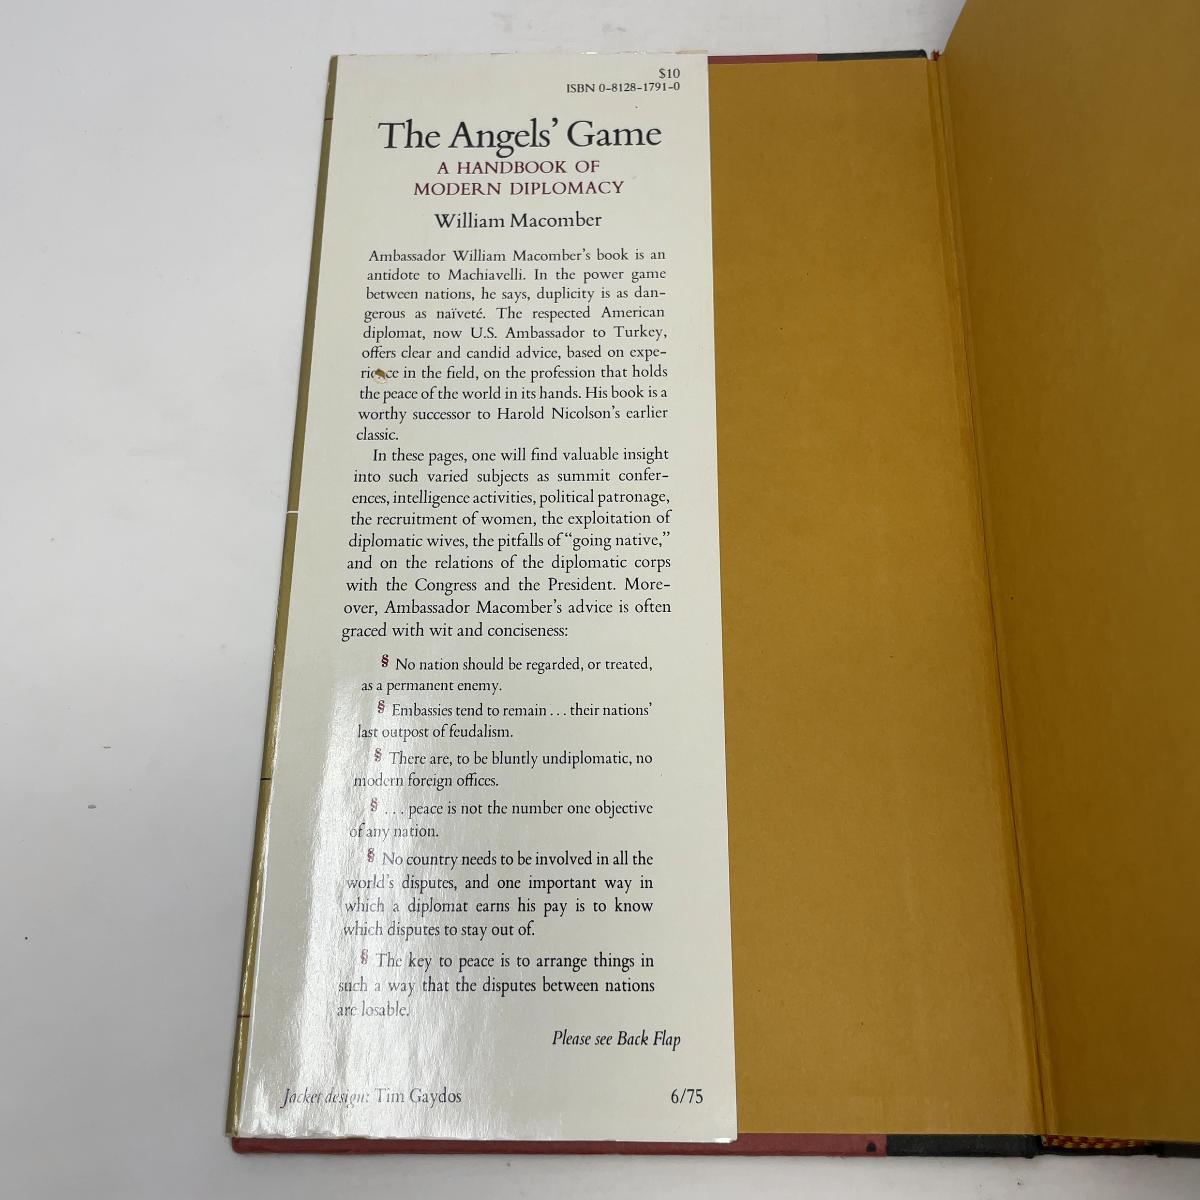 $10
ISBN 0-8128-1791-0
The Angels' Game
A HANDBOOK OF
MODERN DIPLOMACY
William Macomber
Ambassador William Macomber's book is an
antidote to Machiavelli. In the power game
between nations, he says, duplicity is as dan-
gerous as naïveté. The respected American
diplomat, now U.S. Ambassador to Turkey,
offers clear and candid advice, based on expe-
rience in the field, on the profession that holds
the peace of the world in its hands. His book is a
worthy successor to Harold Nicolson's earlier
classic.
In these pages, one will find valuable insight
into such varied subjects as summit confer-
ences, intelligence activities, political patronage,
the recruitment of women, the exploitation of
diplomatic wives, the pitfalls of "going native,"
and on the relations of the diplomatic corps
with the Congress and the President. More-
over, Ambassador Macomber's advice is often
graced with wit and conciseness:
§ No nation should be regarded, or treated,
as a permanent enemy.
§ Embassies tend to remain ... their nations'
last outpost of feudalism.
§ There are, to be bluntly undiplomatic, no
modern foreign offices.
§ ... peace is not the number one objective
of any nation.
§ No country needs to be involved in all the
world's disputes, and one important way in
which a diplomat earns his pay is to know
which disputes to stay out of.
§ The key to peace is to arrange things in
such a way that the disputes between nations
are losable.
Please see Back Flap
Jacket design: Tim Gaydos
6/75